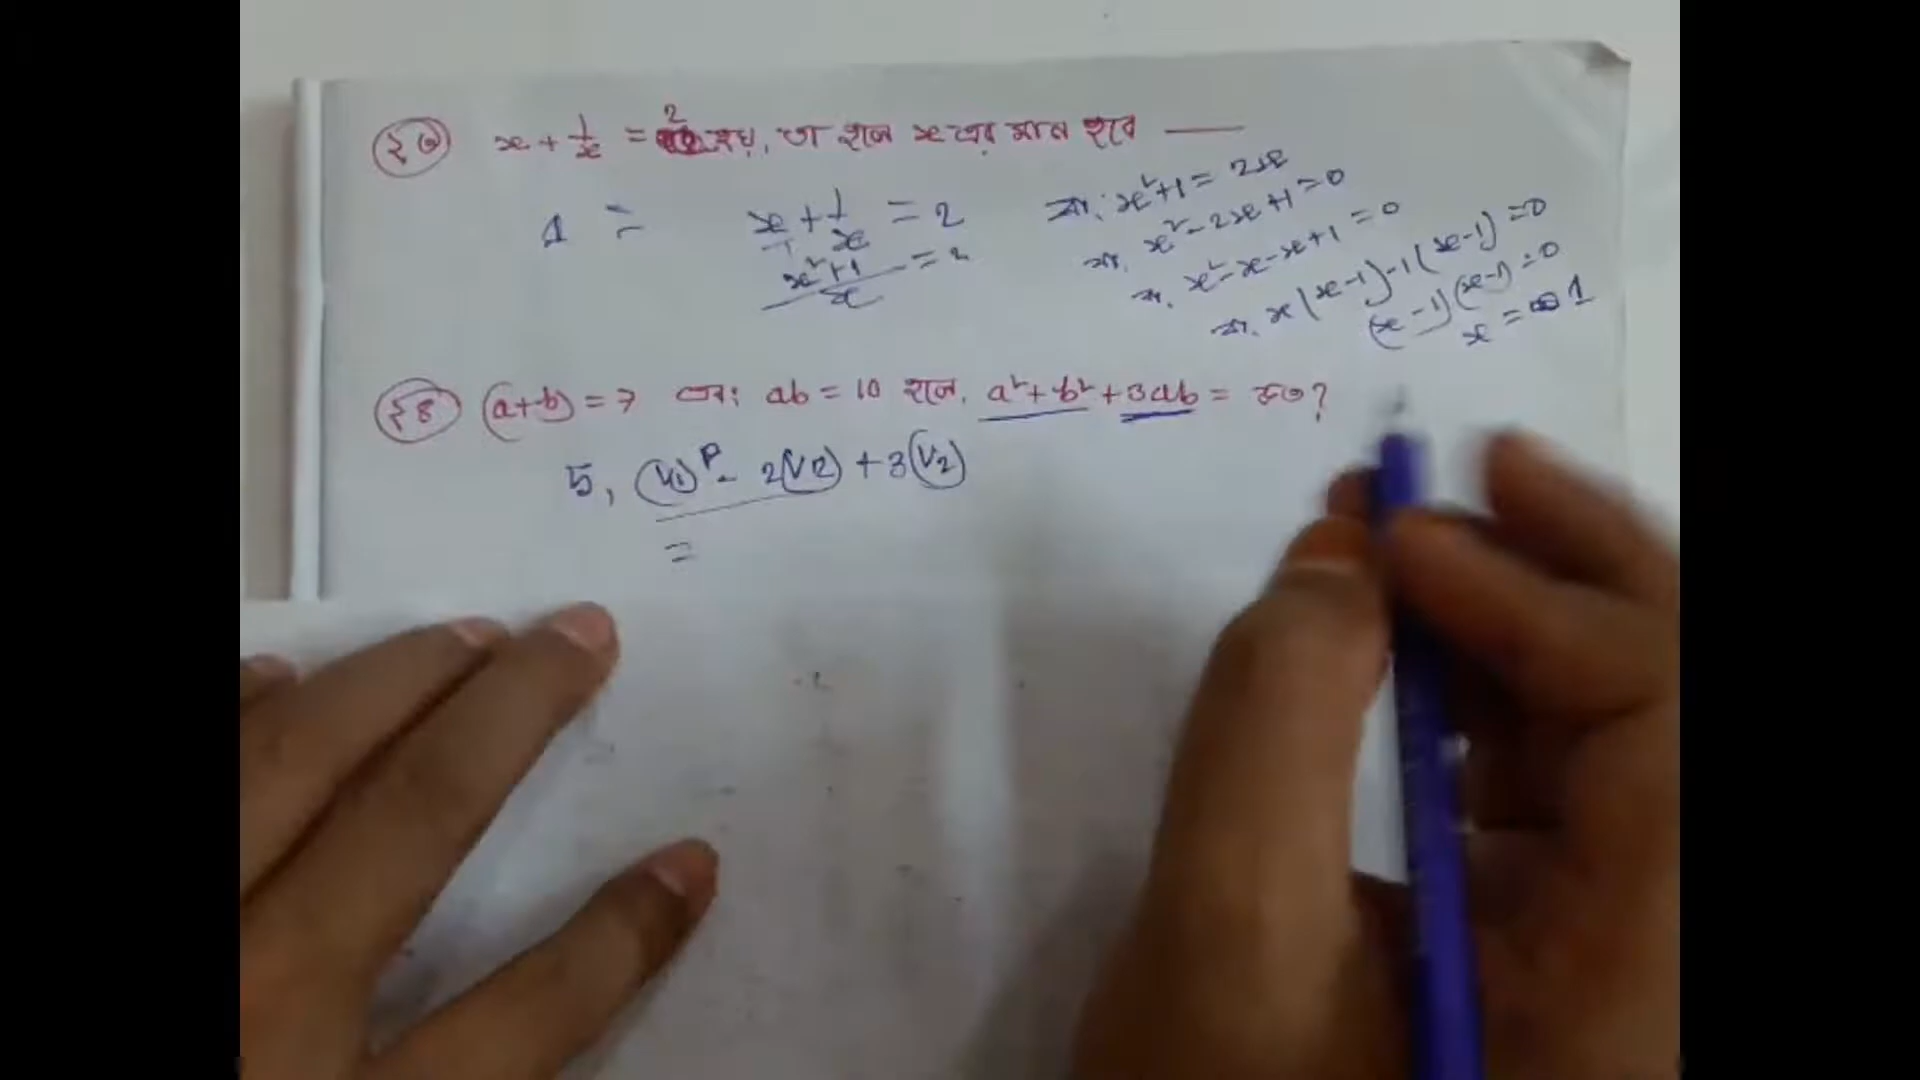 ২৩ x + 1/x = 2 হয়, তা হলে x এর মান হবে —
1 =
x + 1/x = 2
x²+1/x = 2
বা, x²+1 = 2x
বা, x²-2x+1=0
বা, x²-x-x+1=0
বা, x(x-1)-1(x-1)=0
(x-1)(x-1)=0
x = 1
২৪ (a+b) = 7 এবং ab = 10 হলে, a²+b²+3ab = কত?
5, (V1)² - 2(V2) + 3(V2)
=